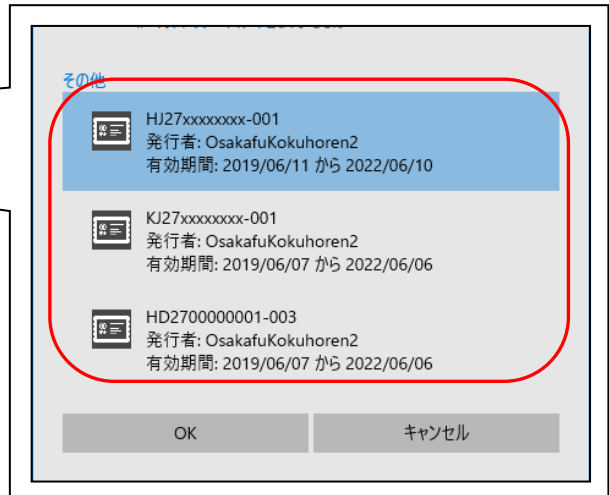 その他
HJ27xxxxxxxx-001
発行者: OsakafuKokuhoren2
有効期間: 2019/06/11 から 2022/06/10
KJ27xxxxxxxx-001
発行者: OsakafuKokuhoren2
有効期間: 2019/06/07 から 2022/06/06
HD2700000001-003
発行者: OsakafuKokuhoren2
有効期間: 2019/06/07 から 2022/06/06
OK
キャンセル